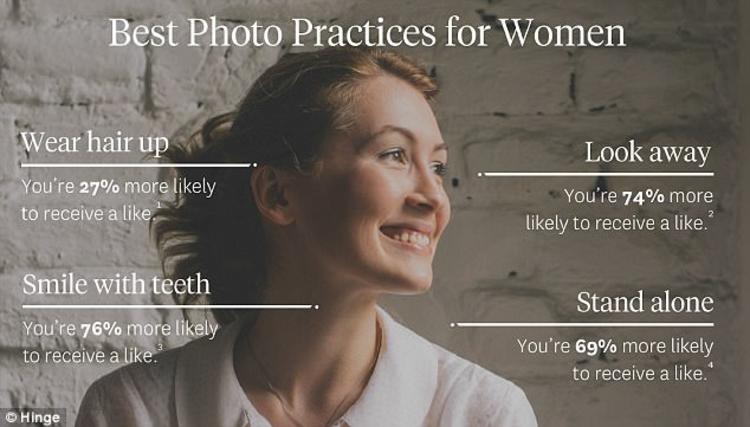 Best Photo Practices for Women
Wear hair up
You're 27% more likely
to receive a like.¹
Look away
You're 74% more
likely to receive a like.²
Smile with teeth
You're 76% more likely
to receive a like.³
Stand alone
You're 69% more likely
to receive a like.⁴
© Hinge